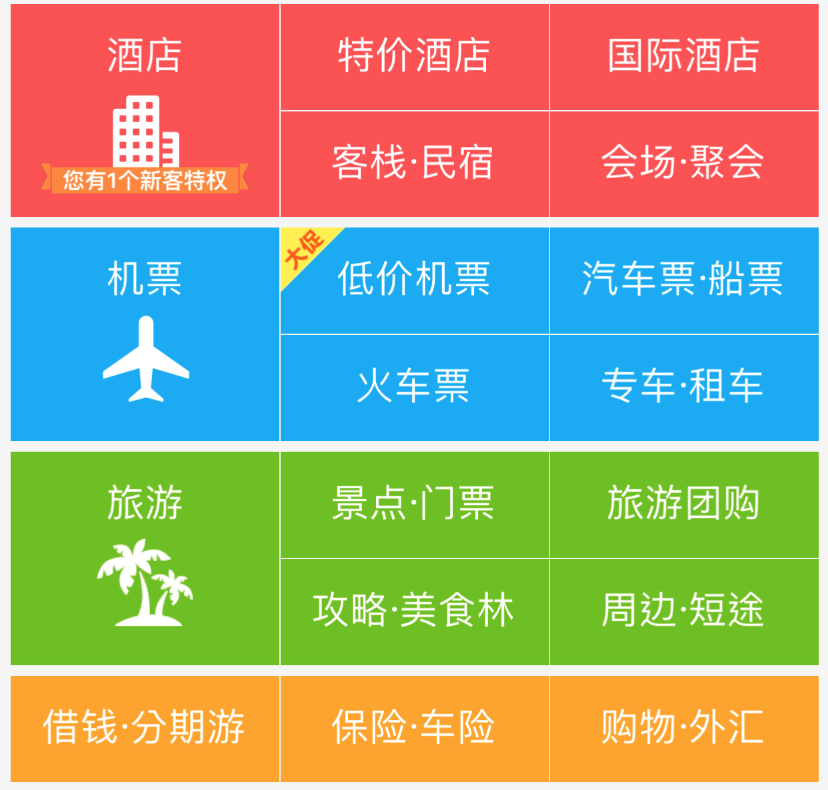 酒店
您有1个新客特权
特价酒店
国际酒店
客栈·民宿
会场·聚会
机票
大促
低价机票
汽车票·船票
火车票
专车·租车
旅游
景点·门票
旅游团购
攻略·美食林
周边·短途
借钱·分期游
保险·车险
购物·外汇